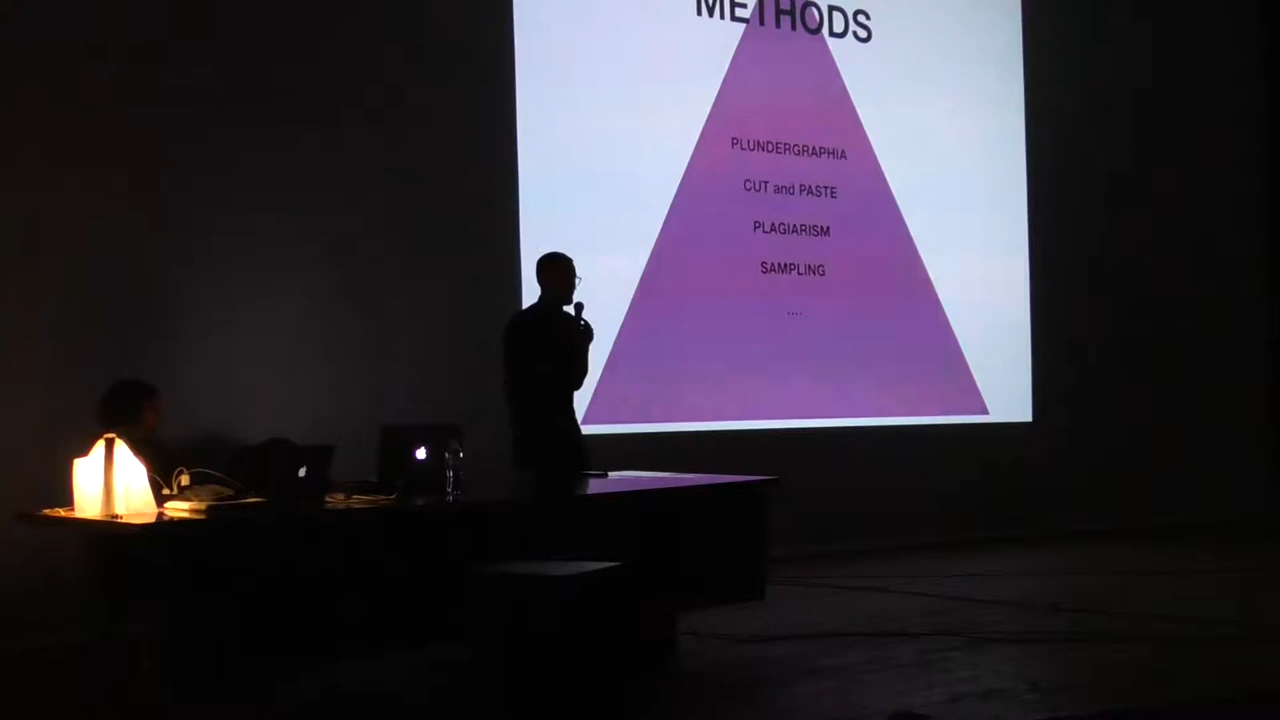 METHODS
PLUNDERGRAPHIA
CUT and PASTE
PLAGIARISM
SAMPLING
....